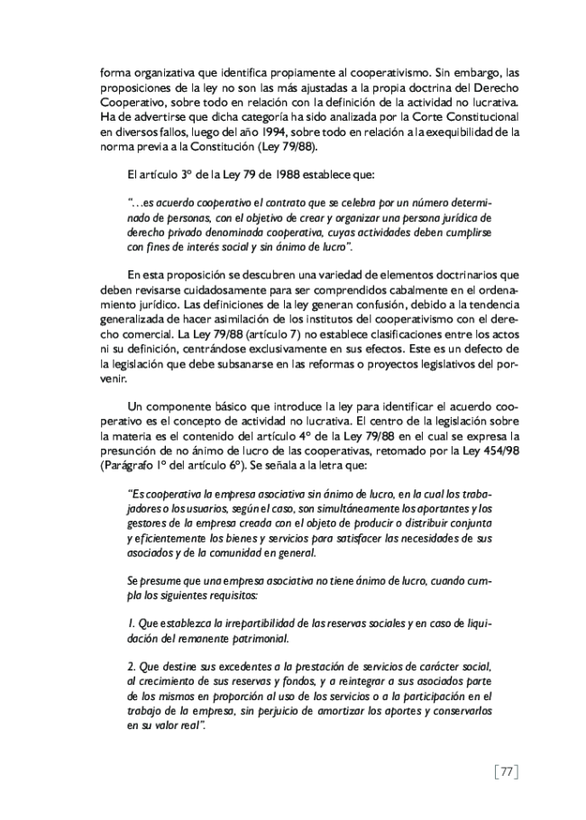 forma organizativa que identifica propiamente al cooperativismo. Sin embargo, las
proposiciones de la ley no son las más ajustadas a la propia doctrina del Derecho
Cooperativo, sobre todo en relación con la definición de la actividad no lucrativa.
Ha de advertirse que dicha categoría ha sido analizada por la Corte Constitucional
en diversos fallos, luego del año 1994, sobre todo en relación a la exequibilidad de la
norma previa a la Constitución (Ley 79/88).
El artículo 3º de la Ley 79 de 1988 establece que:
“…es acuerdo cooperativo el contrato que se celebra por un número determi-
nado de personas, con el objetivo de crear y organizar una persona jurídica de
derecho privado denominada cooperativa, cuyas actividades deben cumplirse
con fines de interés social y sin ánimo de lucro”.
En esta proposición se descubren una variedad de elementos doctrinarios que
deben revisarse cuidadosamente para ser comprendidos cabalmente en el ordena-
miento jurídico. Las definiciones de la ley generan confusión, debido a la tendencia
generalizada de hacer asimilación de los institutos del cooperativismo con el dere-
cho comercial. La Ley 79/88 (artículo 7) no establece clasificaciones entre los actos
ni su definición, centrándose exclusivamente en sus efectos. Este es un defecto de
la legislación que debe subsanarse en las reformas o proyectos legislativos del por-
venir.
Un componente básico que introduce la ley para identificar el acuerdo coo-
perativo es el concepto de actividad no lucrativa. El centro de la legislación sobre
la materia es el contenido del artículo 4º de la Ley 79/88 en el cual se expresa la
presunción de no ánimo de lucro de las cooperativas, retomado por la Ley 454/98
(Parágrafo 1º del artículo 6º). Se señala a la letra que:
“Es cooperativa la empresa asociativa sin ánimo de lucro, en la cual los traba-
jadores o los usuarios, según el caso, son simultáneamente los aportantes y los
gestores de la empresa creada con el objeto de producir o distribuir conjunta
y eficientemente los bienes y servicios para satisfacer las necesidades de sus
asociados y de la comunidad en general.
Se presume que una empresa asociativa no tiene ánimo de lucro, cuando cum-
pla los siguientes requisitos:
1. Que establezca la irrepartibilidad de las reservas sociales y en caso de liqui-
dación del remanente patrimonial.
2. Que destine sus excedentes a la prestación de servicios de carácter social,
al crecimiento de sus reservas y fondos, y a reintegrar a sus asociados parte
de los mismos en proporción al uso de los servicios o a la participación en el
trabajo de la empresa, sin perjuicio de amortizar los aportes y conservarlos
en su valor real”.
[77]